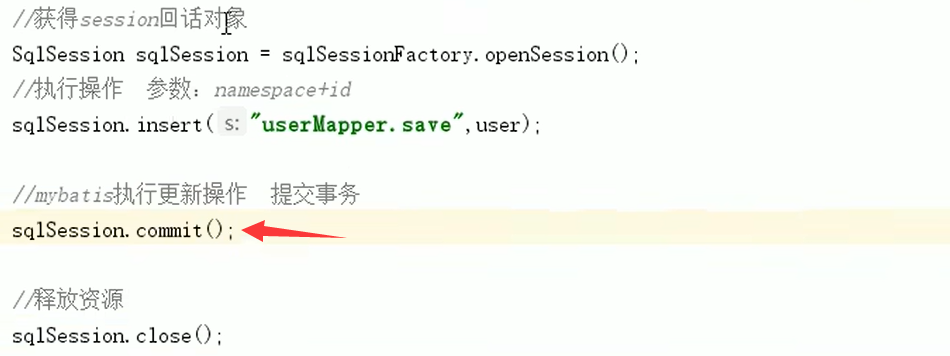 //获得session回话对象
SqlSession sqlSession = sqlSessionFactory.openSession();
//执行操作 参数：namespace+id
sqlSession.insert( s: "userMapper.save",user);
//mybatis执行更新操作 提交事务
sqlSession.commit();
//释放资源
sqlSession.close();